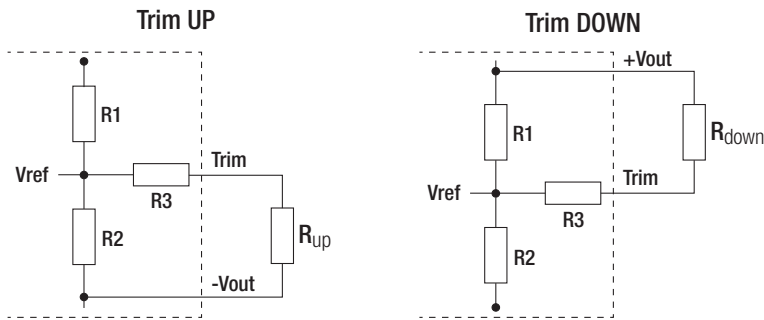 Trim UP
R1
Vref
Trim
R3
R2
Rup
-Vout
Trim DOWN
+Vout
R1
Rdown
Vref
Trim
R3
R2